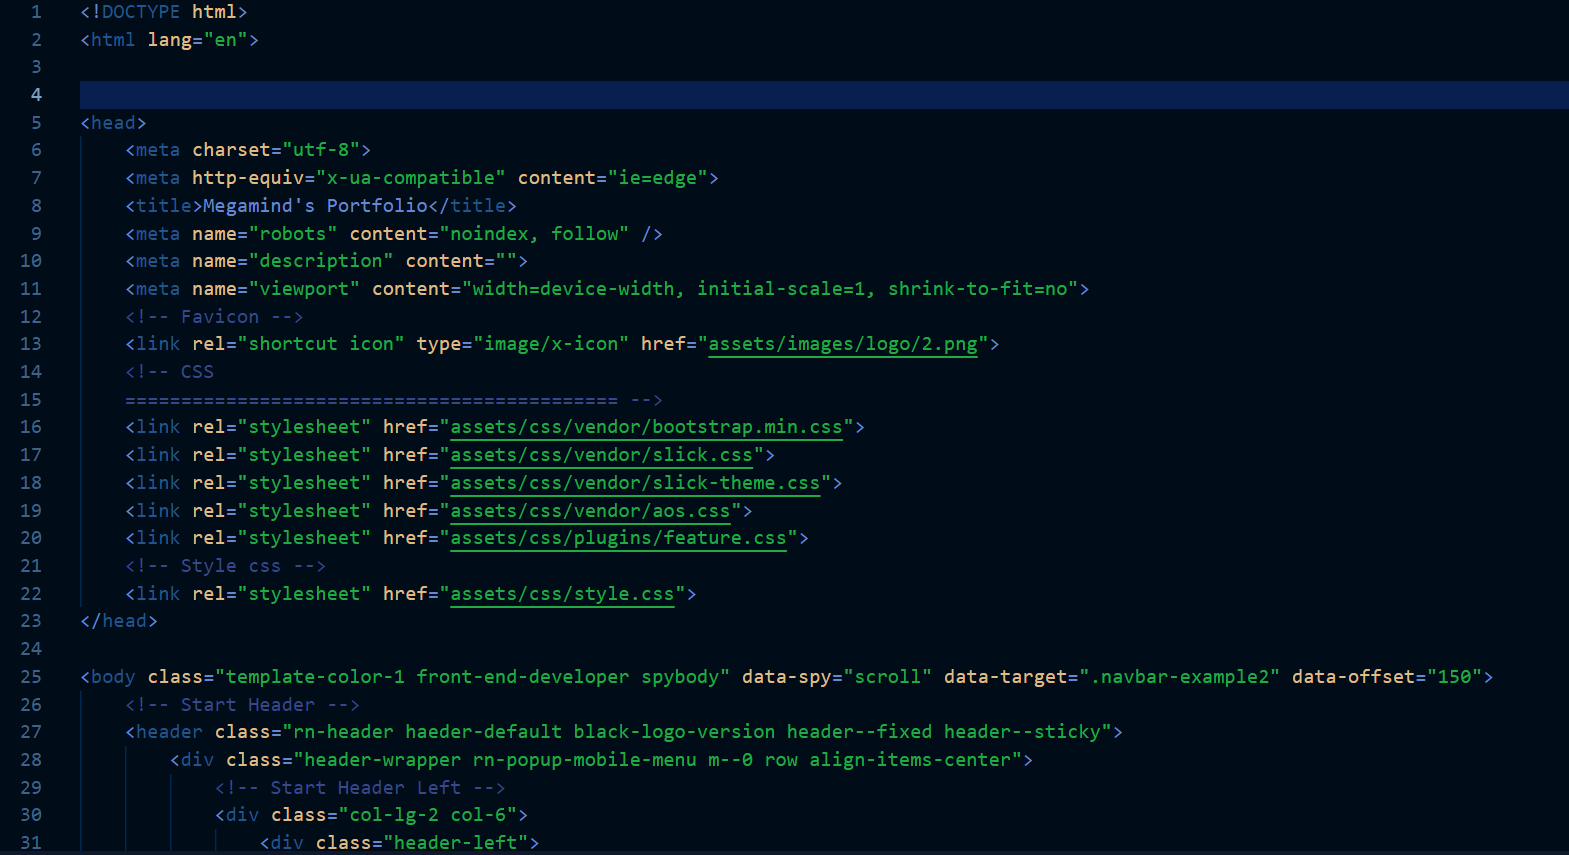 1 <!DOCTYPE html>
2 <html lang="en">
3
4
5 <head>
6 <meta charset="utf-8">
7 <meta http-equiv="x-ua-compatible" content="ie=edge">
8 <title>Megamind's Portfolio</title>
9 <meta name="robots" content="noindex, follow" />
10 <meta name="description" content="">
11 <meta name="viewport" content="width=device-width, initial-scale=1, shrink-to-fit=no">
12 <!-- Favicon -->
13 <link rel="shortcut icon" type="image/x-icon" href="assets/images/logo/2.png">
14 <!-- CSS
15 ============================================ -->
16 <link rel="stylesheet" href="assets/css/vendor/bootstrap.min.css">
17 <link rel="stylesheet" href="assets/css/vendor/slick.css">
18 <link rel="stylesheet" href="assets/css/vendor/slick-theme.css">
19 <link rel="stylesheet" href="assets/css/vendor/aos.css">
20 <link rel="stylesheet" href="assets/css/plugins/feature.css">
21 <!-- Style css -->
22 <link rel="stylesheet" href="assets/css/style.css">
23 </head>
24
25 <body class="template-color-1 front-end-developer spybody" data-spy="scroll" data-target=".navbar-example2" data-offset="150">
26 <!-- Start Header -->
27 <header class="rn-header haeder-default black-logo-version header--fixed header--sticky">
28 <div class="header-wrapper rn-popup-mobile-menu m--0 row align-items-center">
29 <!-- Start Header Left -->
30 <div class="col-lg-2 col-6">
31 <div class="header-left">